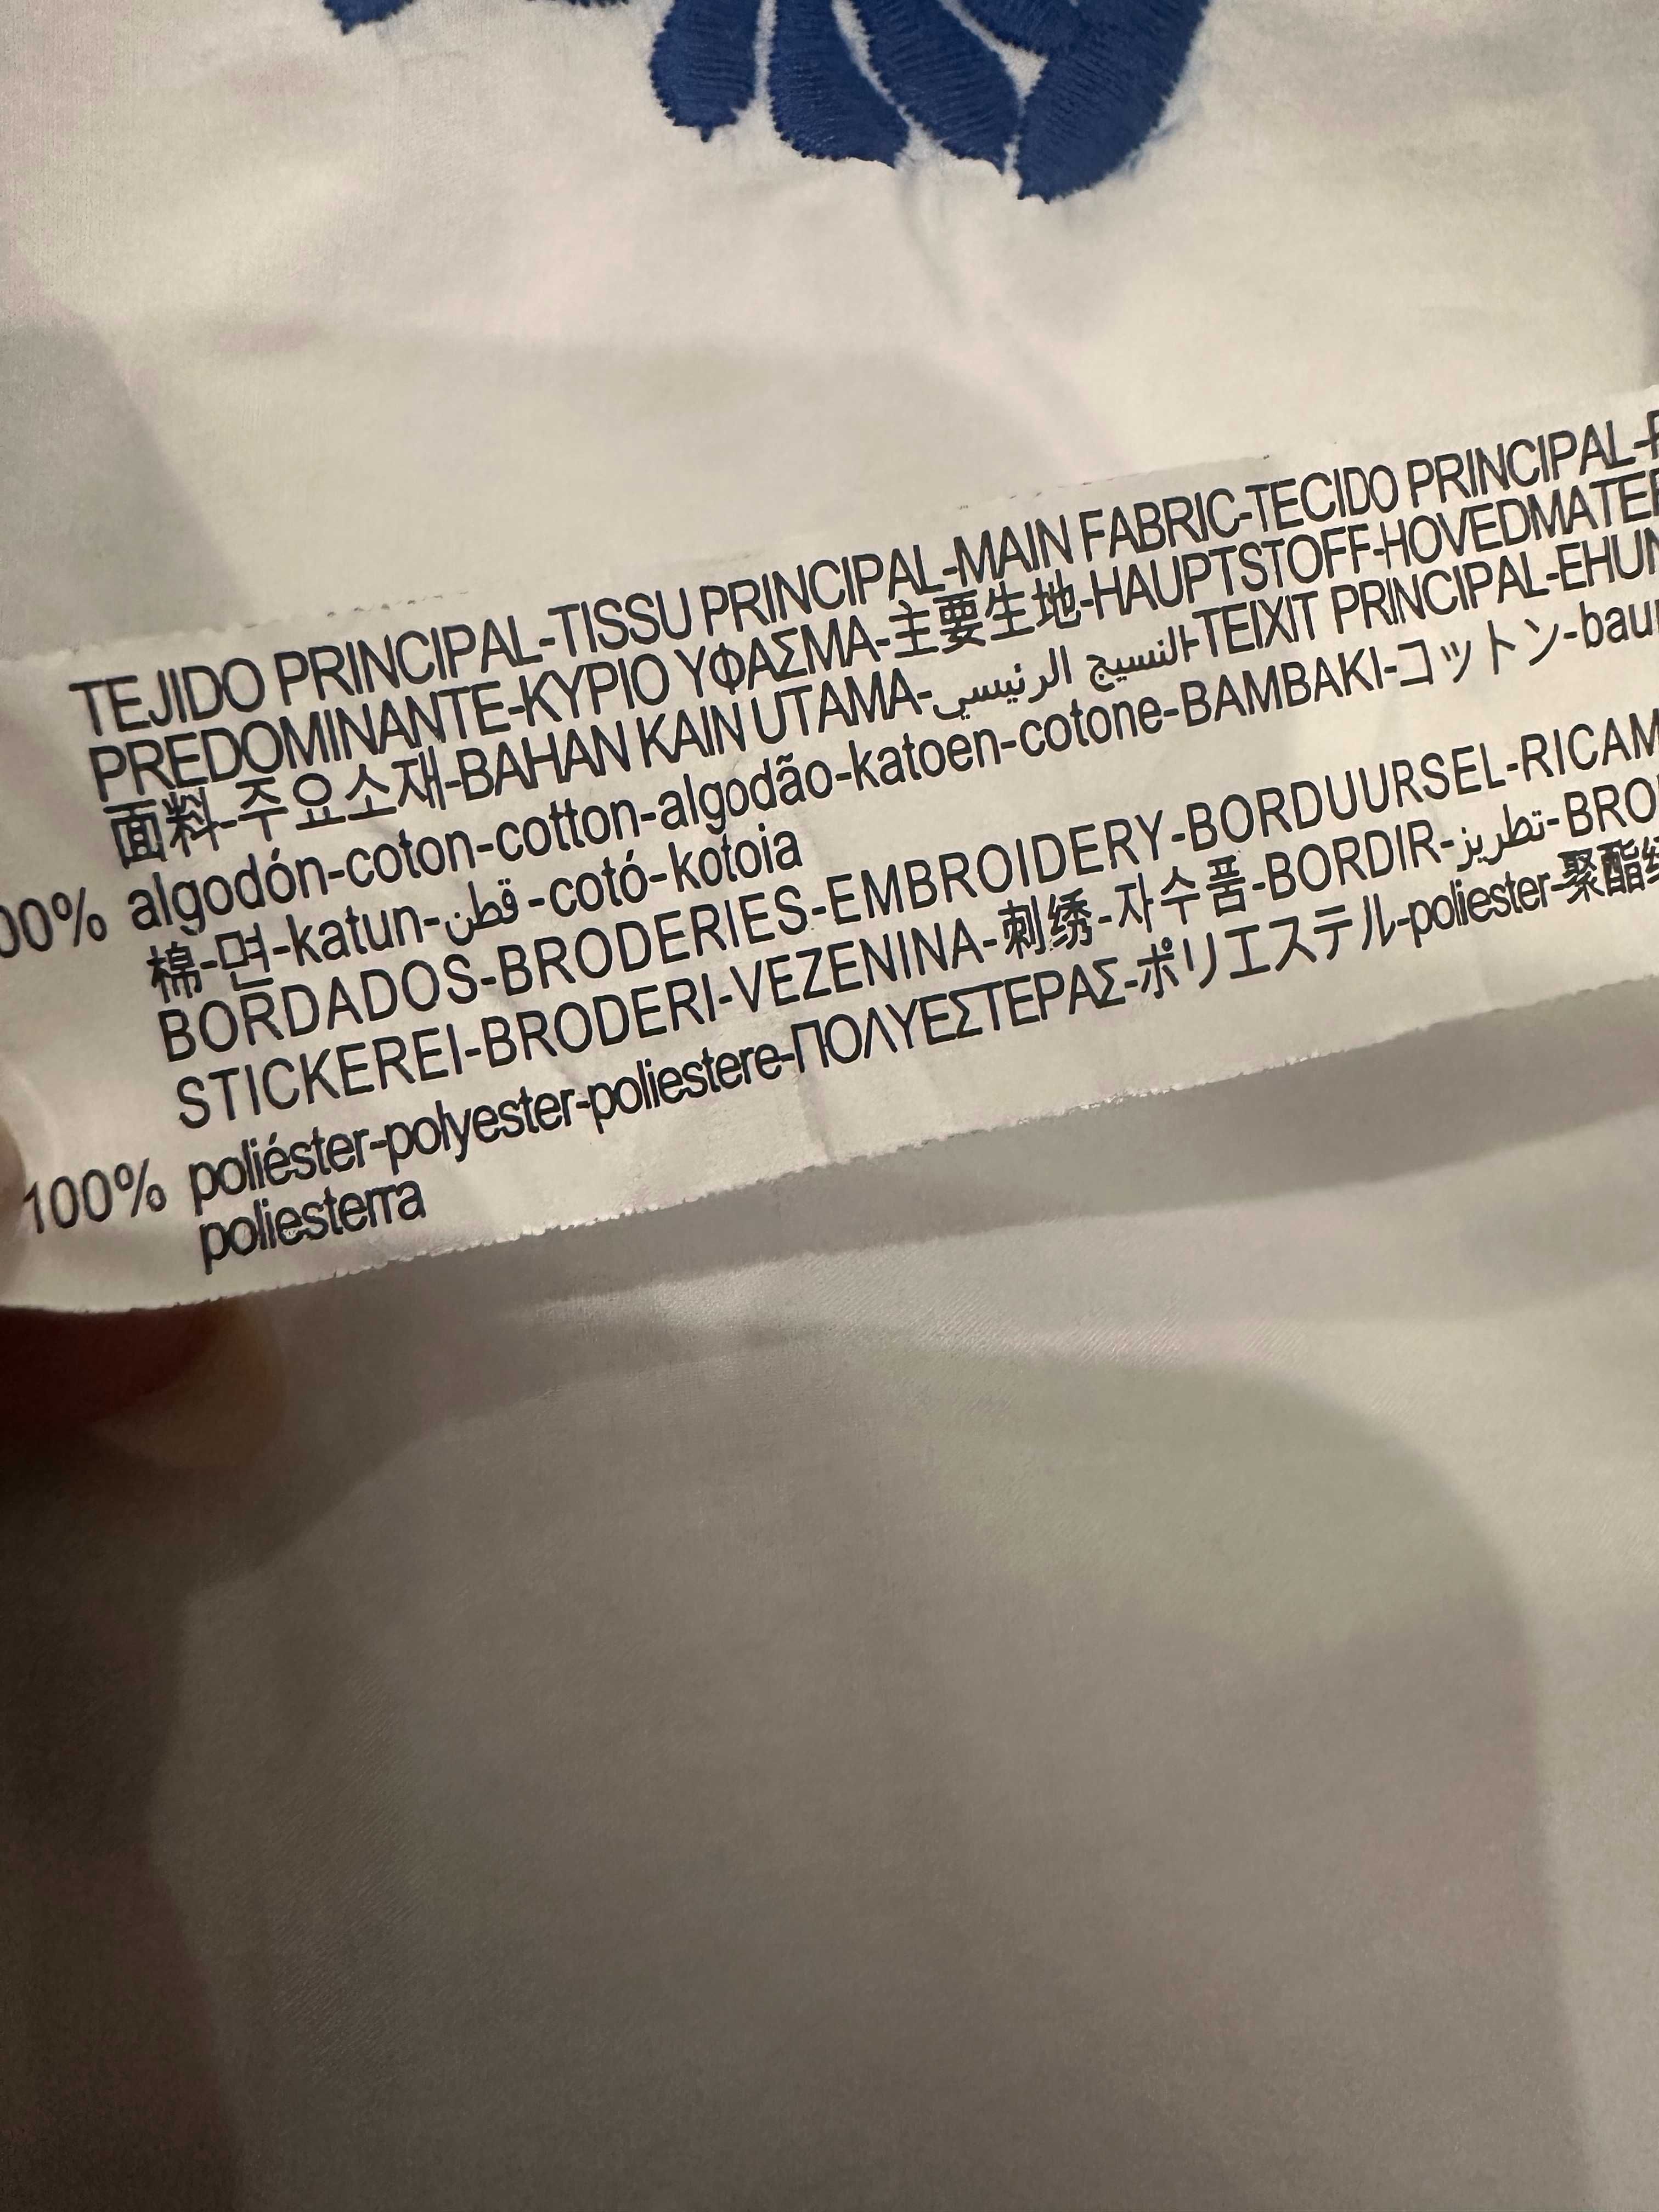 TEJIDO PRINCIPAL-TISSU PRINCIPAL-MAIN FABRIC-TECIDO PRINCIPAL-
PREDOMINANTE-ΚΥΡΙΟ ΥΦΑΣΜΑ-主要生地-HAUPTSTOFF-HOVEDMATER
面料-주요소재-BAHAN KAIN UTAMA-النسيج الرئيسي-TEIXIT PRINCIPAL-EHUN
00% algodón-coton-cotton-algodão-katoen-cotone-BAMBAKI-コットン-bau
棉-면-katun-قطن-cotó-kotoia
BORDADOS-BRODERIES-EMBROIDERY-BORDUURSEL-RICAM
STICKEREI-BRODERI-VEZENINA-刺绣-자수품-BORDIR-تطريز-BRO
100% poliéster-polyester-poliestere-ΠΟΛΥΕΣΤΕΡΑΣ-ポリエステル-poliester-聚酯
poliesterra